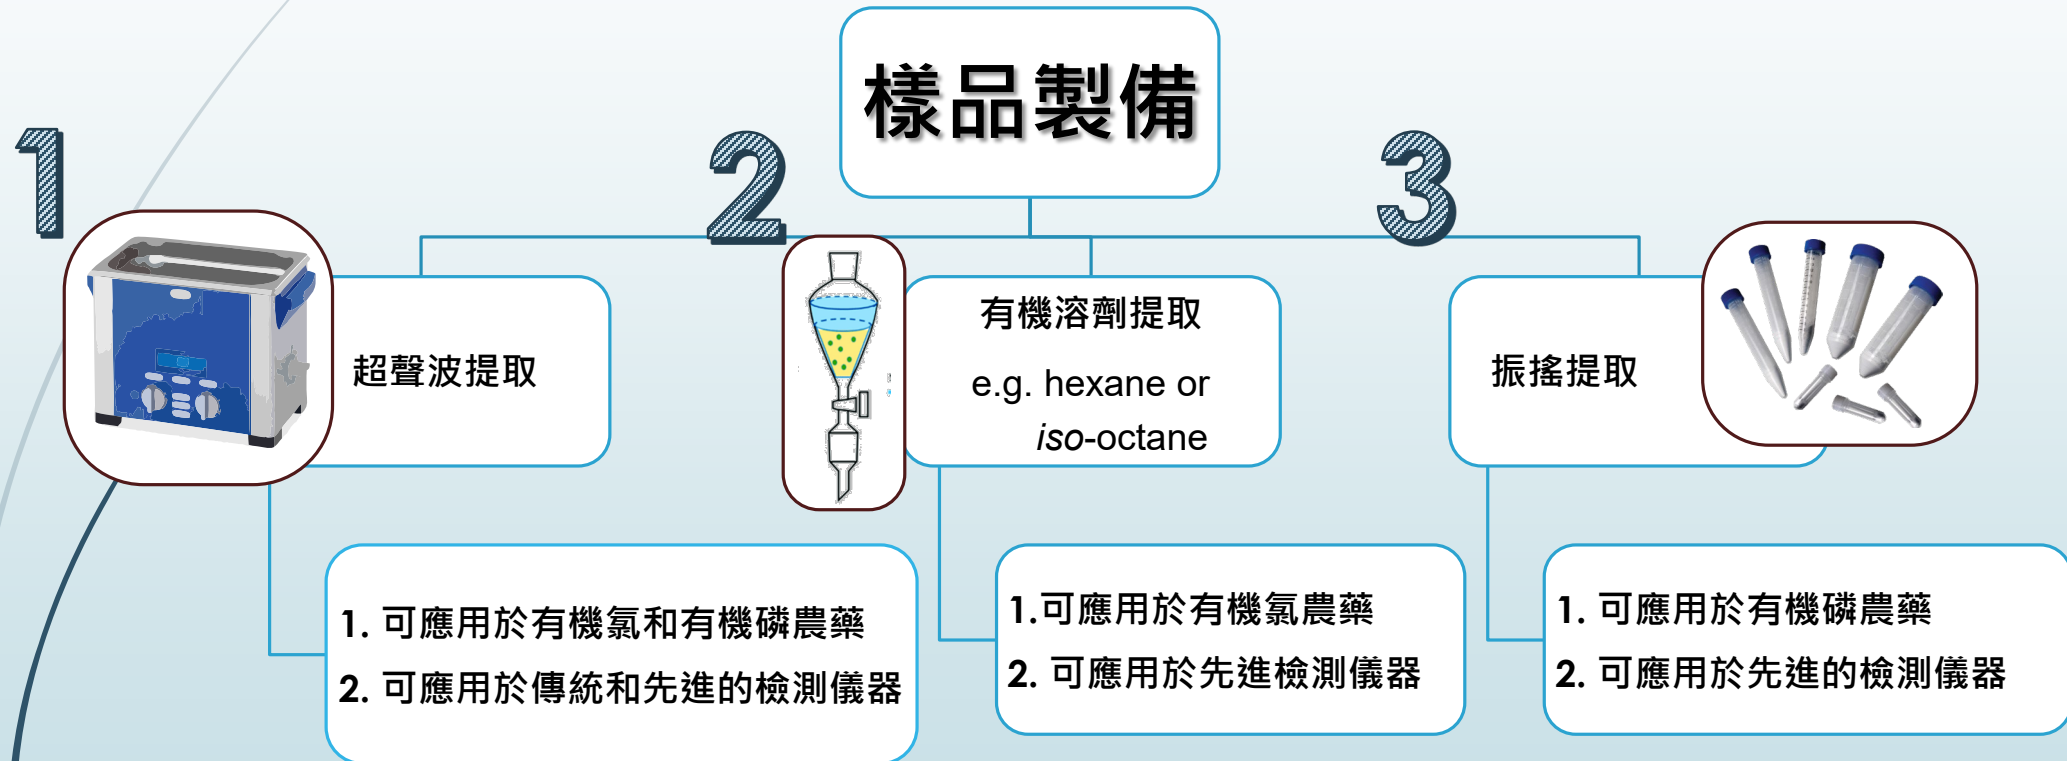 樣品製備
1
超聲波提取
1. 可應用於有機氯和有機磷農藥
2. 可應用於傳統和先進的檢測儀器
2
有機溶劑提取
e.g. hexane or
iso-octane
1.可應用於有機氯農藥
2. 可應用於先進檢測儀器
3
振搖提取
1. 可應用於有機磷農藥
2. 可應用於先進的檢測儀器